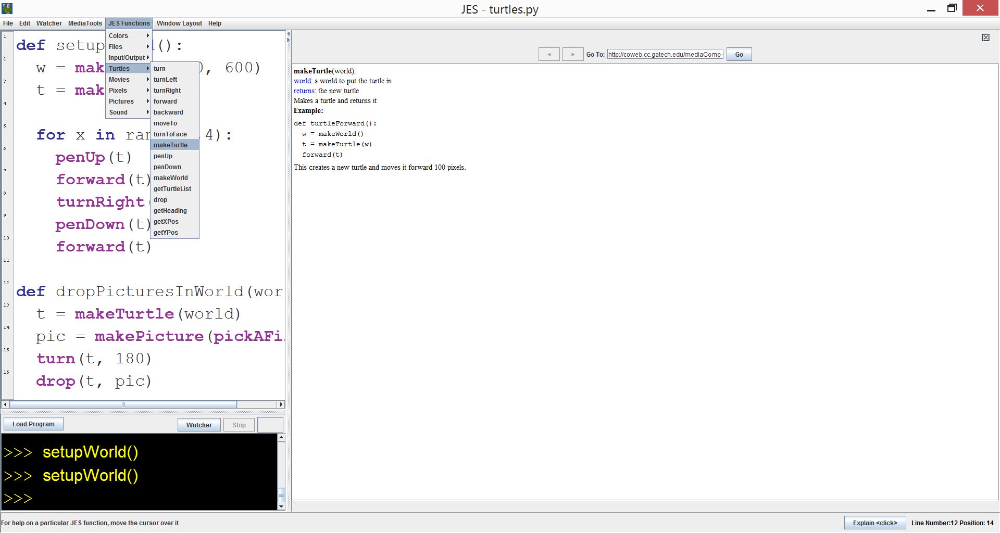 JES - turtles.py
File Edit Watcher MediaTools JES Functions Window Layout Help
Colors
Files
Input/Output
Turtles
Movies
Pixels
Pictures
Sound
turn
turnLeft
turnRight
forward
backward
moveTo
turnToFace
makeTurtle
penUp
penDown
makeWorld
getTurtleList
drop
getHeading
getXPos
getYPos
1
2
3
4
5
6
7
8
9
10
11
12
13
14
15
16
def setup ():
w = mak , 600)
t = mak
for x in ran 4):
penUp(t)
forward(t)
turnRight
penDown(t)
forward(t)
def dropPicturesInWorld(wor
t = makeTurtle(world)
pic = makePicture(pickAFi
turn(t, 180)
drop(t, pic)
Load Program Watcher Stop
>>> setupWorld()
>>> setupWorld()
>>>
Go To: http://coweb.cc.gatech.edu/mediaComp- Go
makeTurtle(world):
world: a world to put the turtle in
returns: the new turtle
Makes a turtle and returns it
Example:
def turtleForward():
w = makeWorld()
t = makeTurtle(w)
forward(t)
This creates a new turtle and moves it forward 100 pixels.
For help on a particular JES function, move the cursor over it
Explain <click> Line Number:12 Position: 14